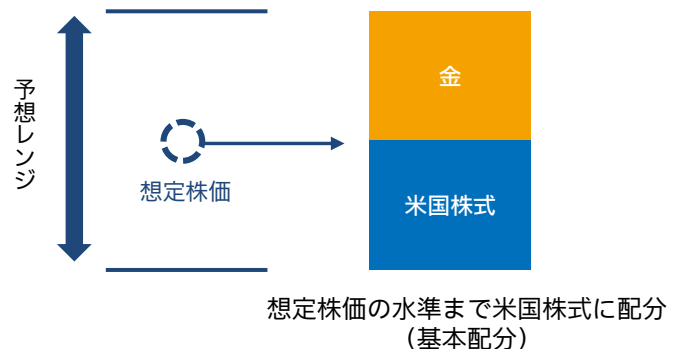 予想レンジ
想定株価
金
米国株式
想定株価の水準まで米国株式に配分
（基本配分）